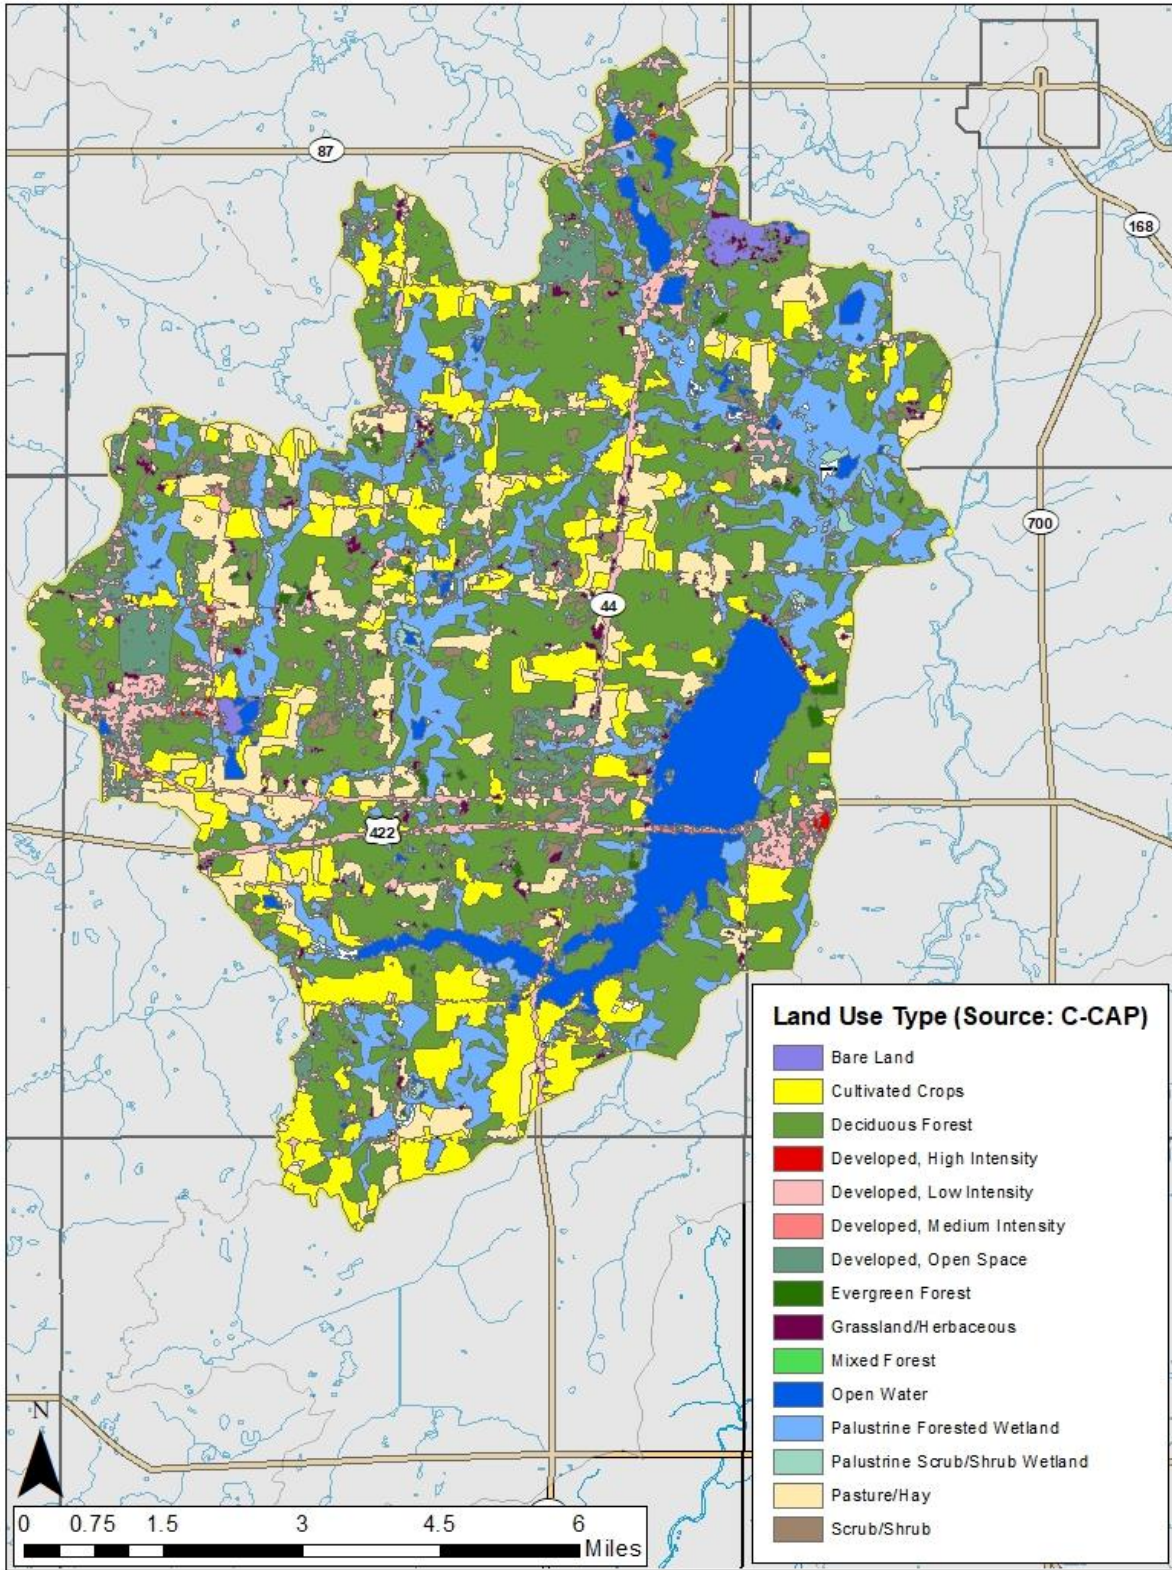 87
168
700
44
422
Land Use Type (Source: C-CAP)
Bare Land
Cultivated Crops
Deciduous Forest
Developed, High Intensity
Developed, Low Intensity
Developed, Medium Intensity
Developed, Open Space
Evergreen Forest
Grassland/Herbaceous
Mixed Forest
Open Water
Palustrine Forested Wetland
Palustrine Scrub/Shrub Wetland
Pasture/Hay
Scrub/Shrub
N
0 0.75 1.5 3 4.5 6
Miles